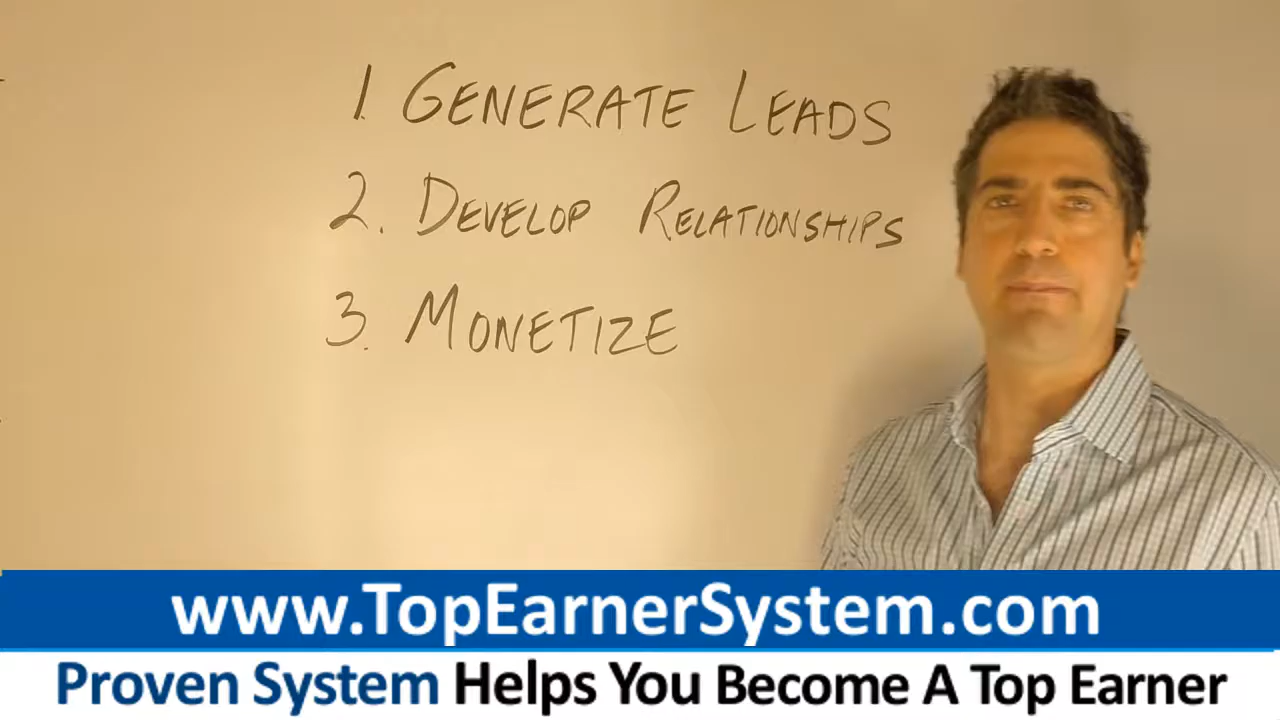 1. GENERATE LEADS
2. DEVELOP RELATIONSHIPS
3. MONETIZE
www.TopEarnerSystem.com
Proven System Helps You Become A Top Earner